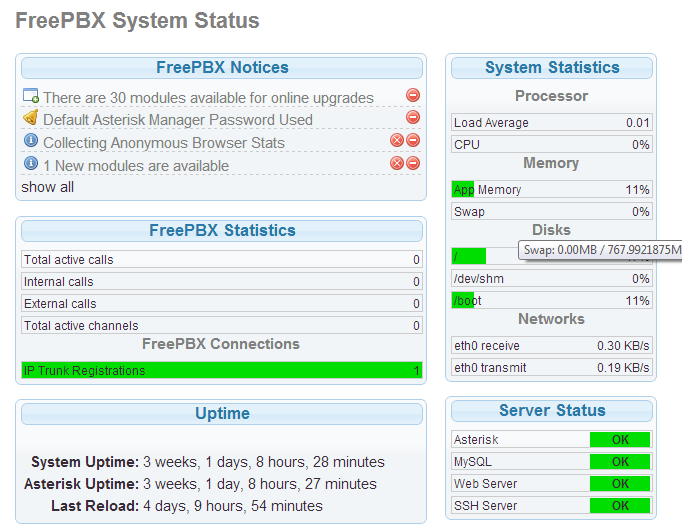 FreePBX System Status
FreePBX Notices
There are 30 modules available for online upgrades
Default Asterisk Manager Password Used
Collecting Anonymous Browser Stats
1 New modules are available
show all
FreePBX Statistics
Total active calls 0
Internal calls 0
External calls 0
Total active channels 0
FreePBX Connections
IP Trunk Registrations 1
Uptime
System Uptime: 3 weeks, 1 days, 8 hours, 28 minutes
Asterisk Uptime: 3 weeks, 1 day, 8 hours, 27 minutes
Last Reload: 4 days, 9 hours, 54 minutes
System Statistics
Processor
Load Average 0.01
CPU 0%
Memory
App Memory 11%
Swap 0%
Disks
Swap: 0.00MB / 767.9921875M
/
/dev/shm 0%
/boot 11%
Networks
eth0 receive 0.30 KB/s
eth0 transmit 0.19 KB/s
Server Status
Asterisk OK
MySQL OK
Web Server OK
SSH Server OK